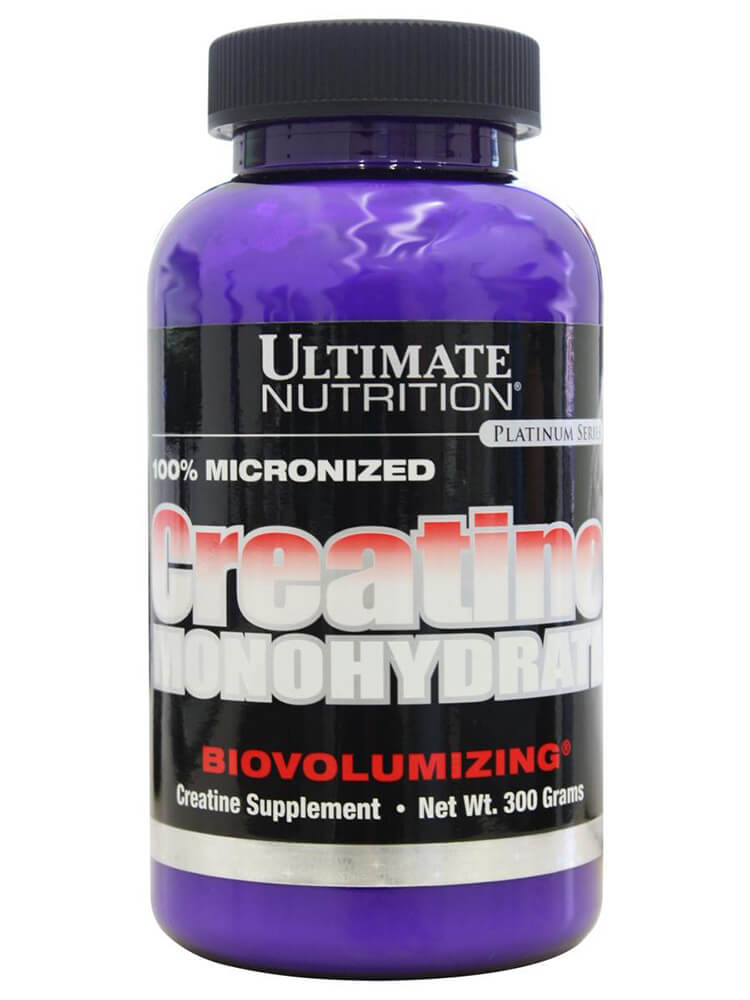 ULTIMATE
NUTRITION®
PLATINUM SERIES
100% MICRONIZED
Creatine
MONOHYDRATE
BIOVOLUMIZING®
Creatine Supplement • Net Wt. 300 Grams